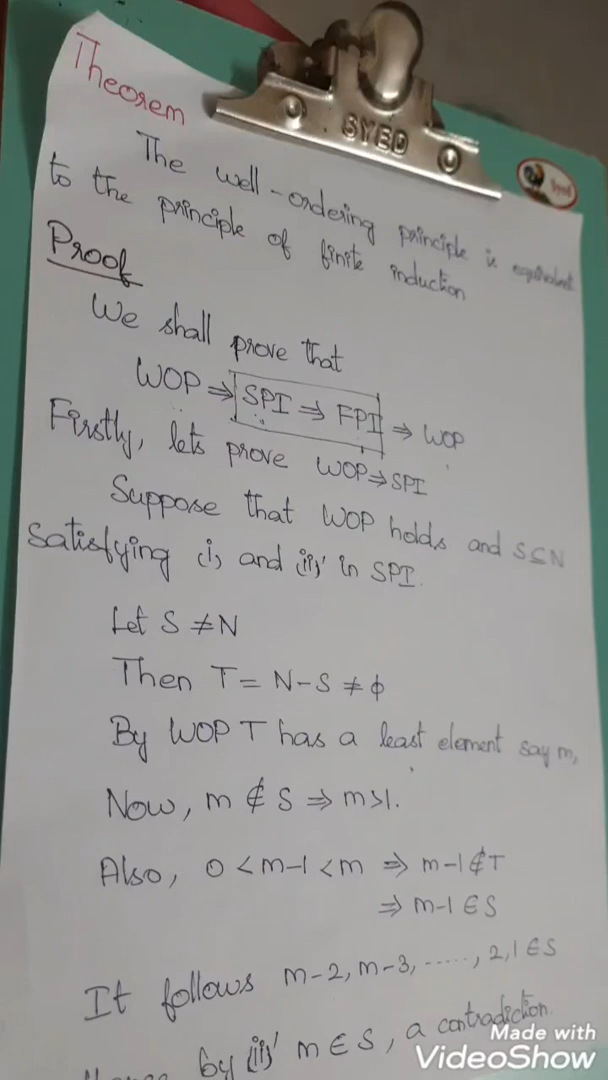 SYED
Theorem
The well-ordering principle is equivalent
to the principle of finite induction
Proof
We shall prove that
WOP ⇒ SPI ⇒ FPI ⇒ WOP
Firstly, lets prove WOP⇒SPI
Suppose that WOP holds and S⊆N
satisfying (i) and (ii)' in SPI.
Let S ≠N
Then T = N-S ≠ ϕ
By WOP T has a least element say m,
Now, m ∉ S ⇒ m>1.
Also, 0 <m-1 <m ⇒ m-1∉T
⇒ m-1 ∈ S
It follows m-2, m-3, ....., 2,1 ∈ S
by (ii)' m ∈ S, a contradiction.
Made with
VideoShow